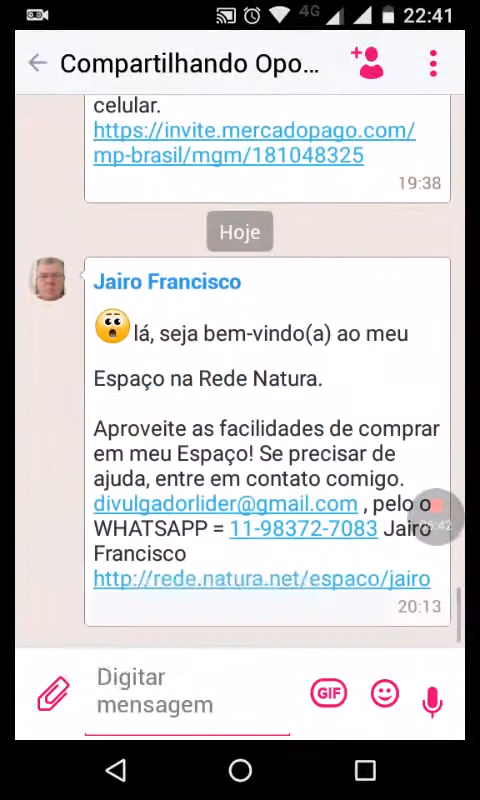 4G 22:41
Compartilhando Opo...
celular.
https://invite.mercadopago.com/
mp-brasil/mgm/181048325
19:38
Hoje
Jairo Francisco
lá, seja bem-vindo(a) ao meu
Espaço na Rede Natura.
Aproveite as facilidades de comprar
em meu Espaço! Se precisar de
ajuda, entre em contato comigo.
divulgadorlider@gmail.com , pelo o
WHATSAPP = 11-98372-7083 Jairo
Francisco
http://rede.natura.net/espaco/jairo
20:13
Digitar
mensagem
GIF